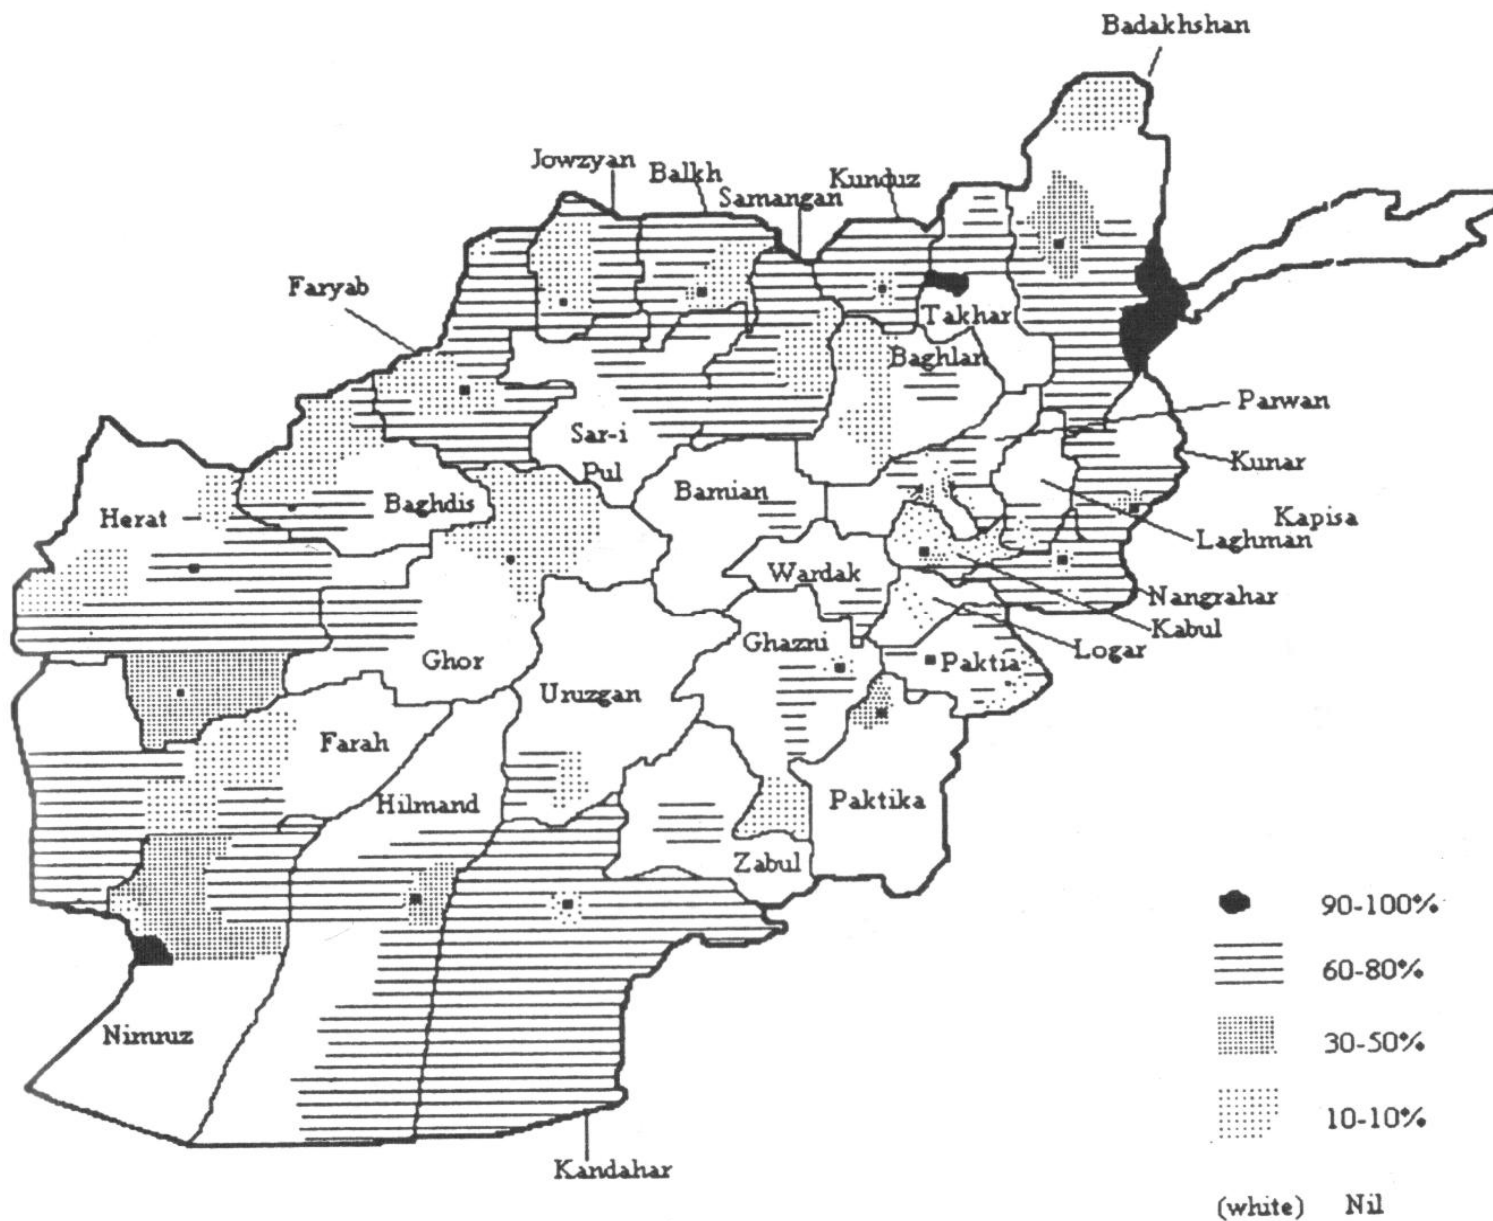 Badakhshan
Jowzyan
Balkh
Samangan
Kunduz
Faryab
Takhar
Baghlan
Parwan
Sar-i
Pul
Kunar
Bamian
Baghdis
Herat
Kapisa
Laghman
Wardak
Nangrahar
Kabul
Logar
Ghazni
Ghor
Paktia
Uruzgan
Farah
Hilmand
Paktika
Zabul
90-100%
60-80%
30-50%
10-10%
(white) Nil
Nimruz
Kandahar